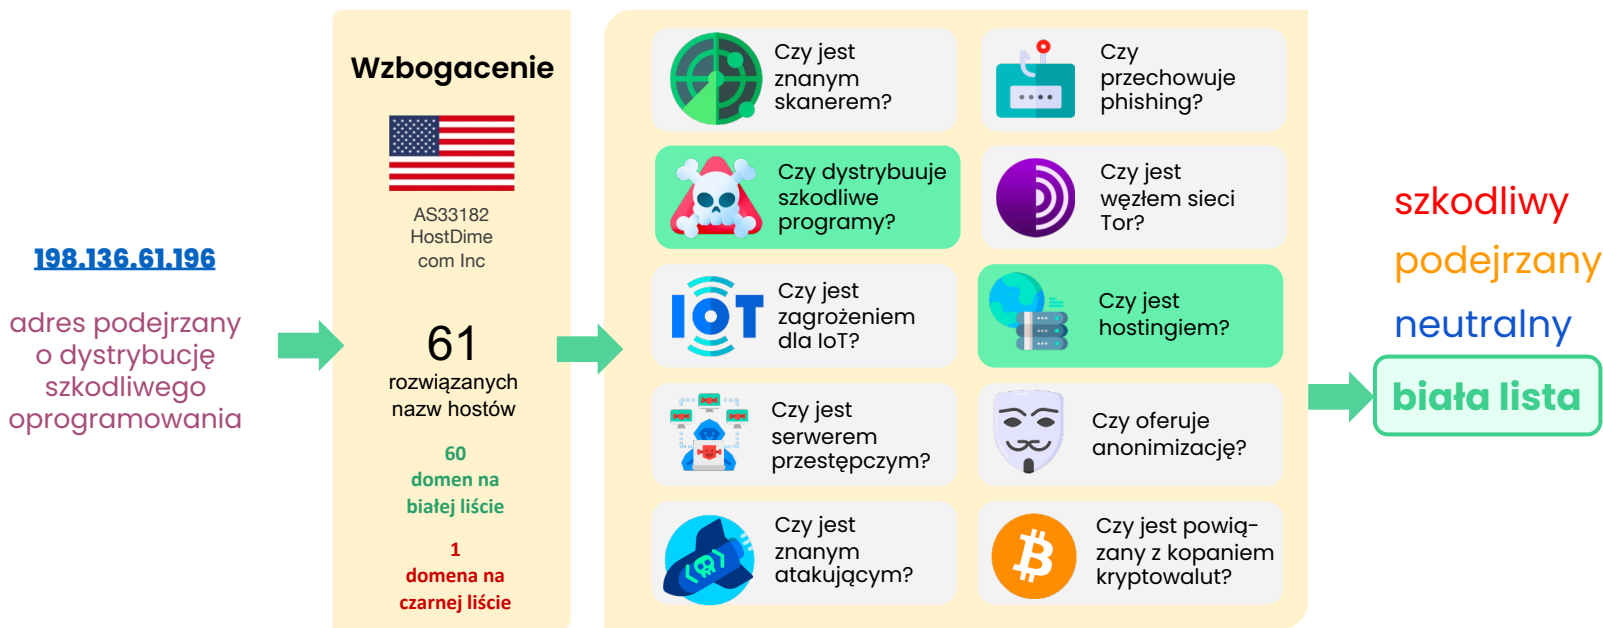 198.136.61.196
adres podejrzany
o dystrybucję
szkodliwego
oprogramowania
Wzbogacenie
AS33182
HostDime
com Inc
61
rozwiązanych
nazw hostów
60
domen na
białej liście
1
domena na
czarnej liście
Czy jest
znanym
skanerem?
Czy
przechowuje
phishing?
Czy dystrybuuje
szkodliwe
programy?
Czy jest
węzłem sieci
Tor?
IoT
Czy jest
zagrożeniem
dla IoT?
Czy jest
hostingiem?
Czy jest
serwerem
przestępczym?
Czy oferuje
anonimizację?
Czy jest
znanym
atakującym?
Czy jest powią-
zany z kopaniem
kryptowalut?
szkodliwy
podejrzany
neutralny
biała lista